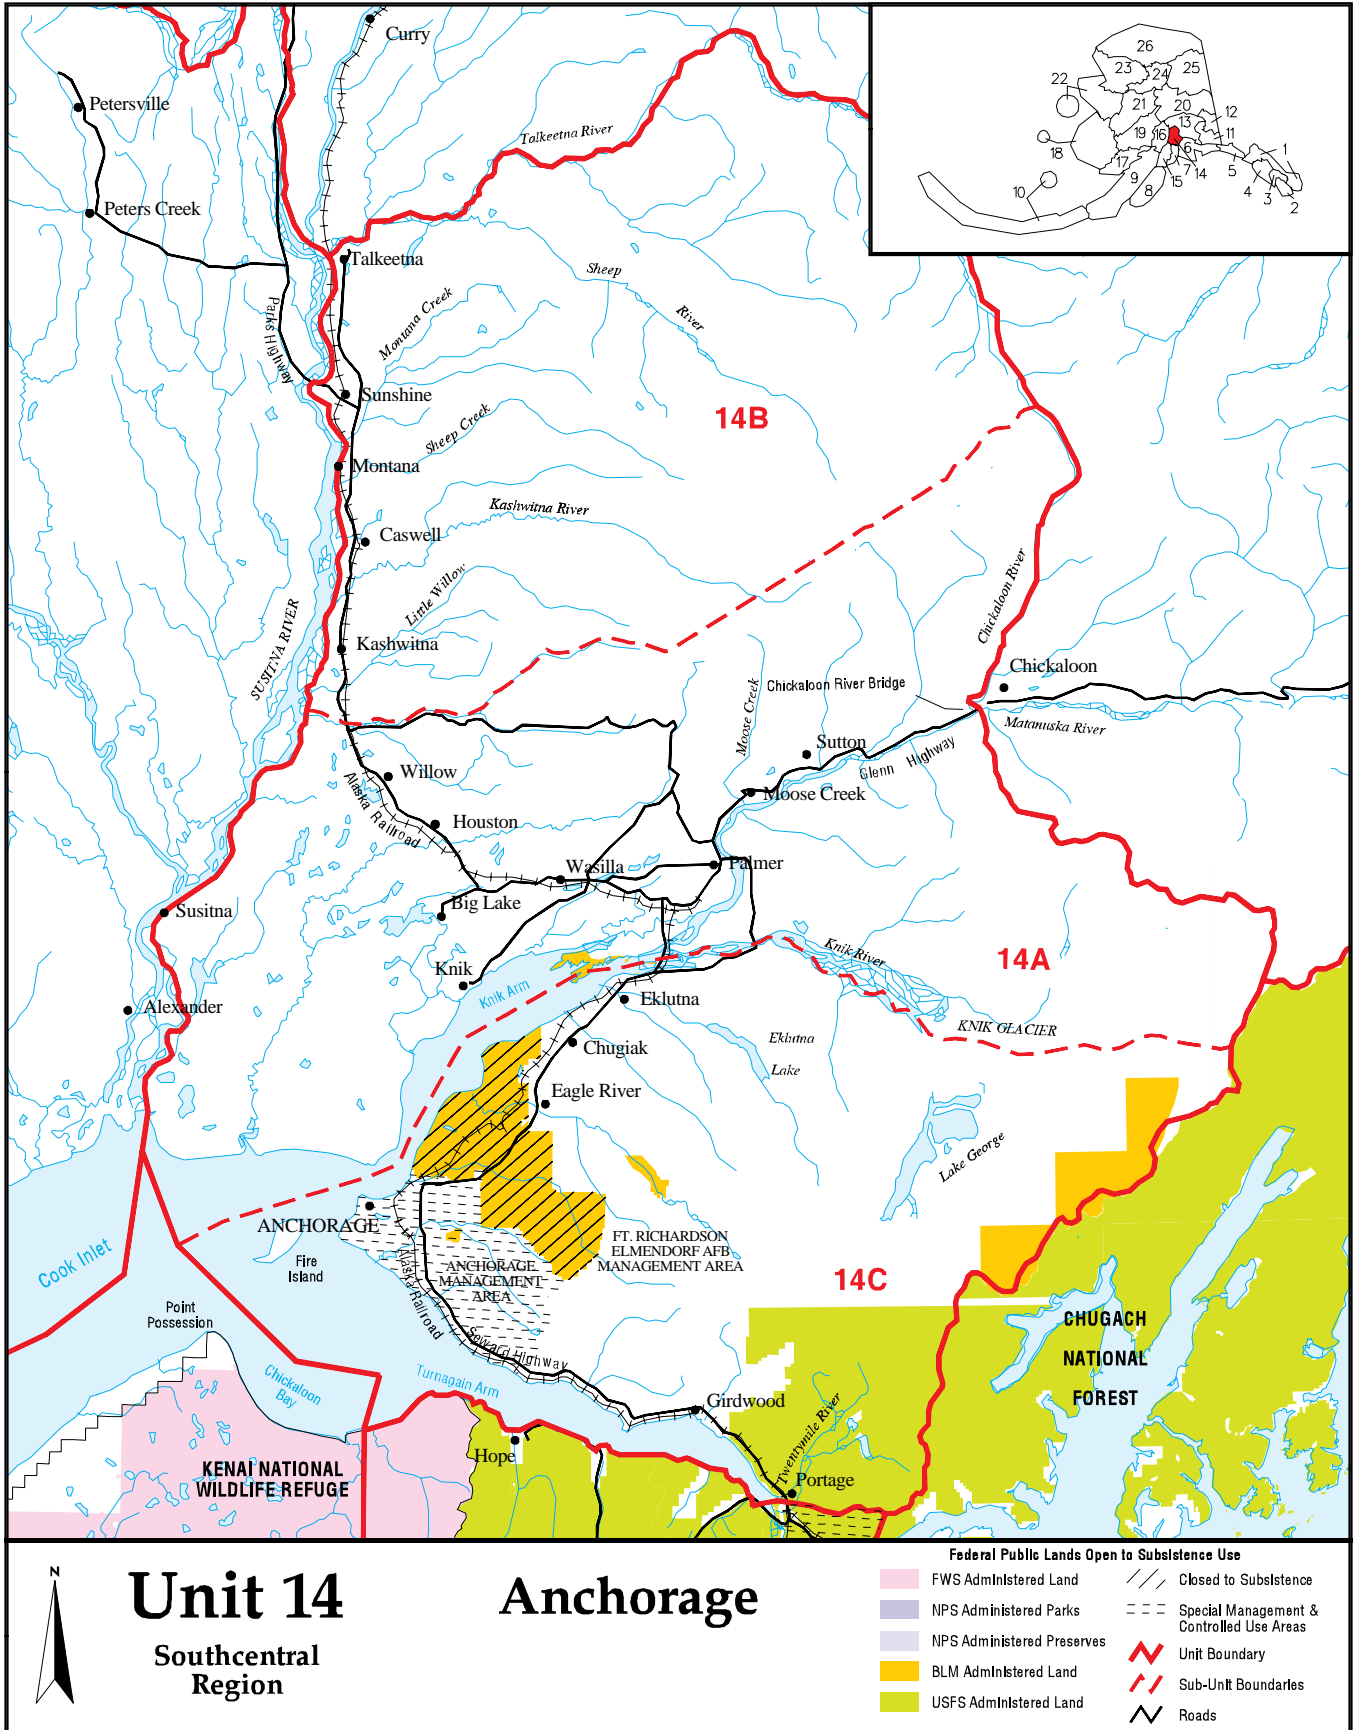 Curry
Petersville
Talkeetna River
Peters Creek
Talkeetna
Sheep
River
Parks Highway
Montana Creek
Sunshine
Sheep Creek
14B
Montana
Kashwitna River
Caswell
Little Willow
Chickaloon River
SUSITNA RIVER
Kashwitna
Chickaloon
Moose Creek
Chickaloon River Bridge
Matanuska River
Sutton
Glenn Highway
Willow
Moose Creek
Alaska Railroad
Houston
Wasilla
Palmer
Big Lake
Susitna
Knik River
14A
Knik
Knik Arm
Eklutna
Alexander
KNIK GLACIER
Eklutna
Lake
Chugiak
Eagle River
Lake George
ANCHORAGE
Cook Inlet
Fire
Island
FT. RICHARDSON
ELMENDORF AFB
MANAGEMENT AREA
ANCHORAGE
MANAGEMENT
AREA
14C
Alaska Railroad
Point
Possession
Seward Highway
CHUGACH
NATIONAL
FOREST
Chickaloon
Bay
Turnagain Arm
Girdwood
Twentymile River
Hope
KENAI NATIONAL
WILDLIFE REFUGE
Portage
26
23
24
25
22
21
20
12
13
19
16
11
18
6
1
17
7
14
5
9
15
4
10
8
3
2
N
Unit 14
Southcentral
Region
Anchorage
Federal Public Lands Open to Subsistence Use
FWS Administered Land
NPS Administered Parks
NPS Administered Preserves
BLM Administered Land
USFS Administered Land
Closed to Subsistence
Special Management &
Controlled Use Areas
Unit Boundary
Sub-Unit Boundaries
Roads